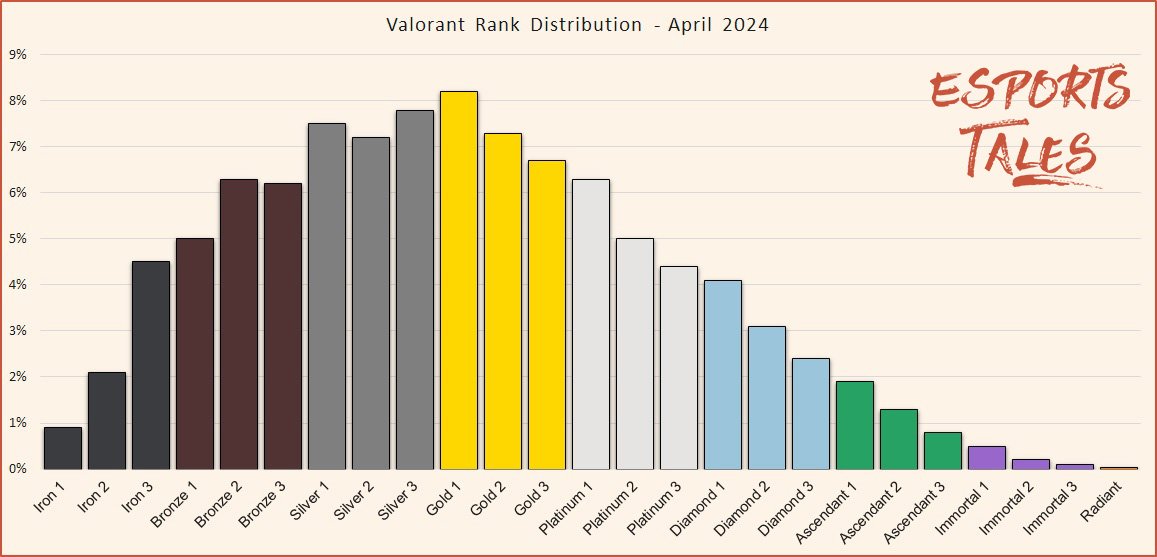 Valorant Rank Distribution - April 2024
ESPORTS
TALES
9%
8%
7%
6%
5%
4%
3%
2%
1%
0%
Iron 1
Iron 2
Iron 3
Bronze 1
Bronze 2
Bronze 3
Silver 1
Silver 2
Silver 3
Gold 1
Gold 2
Gold 3
Platinum 1
Platinum 2
Platinum 3
Diamond 1
Diamond 2
Diamond 3
Ascendant 1
Ascendant 2
Ascendant 3
Immortal 1
Immortal 2
Immortal 3
Radiant